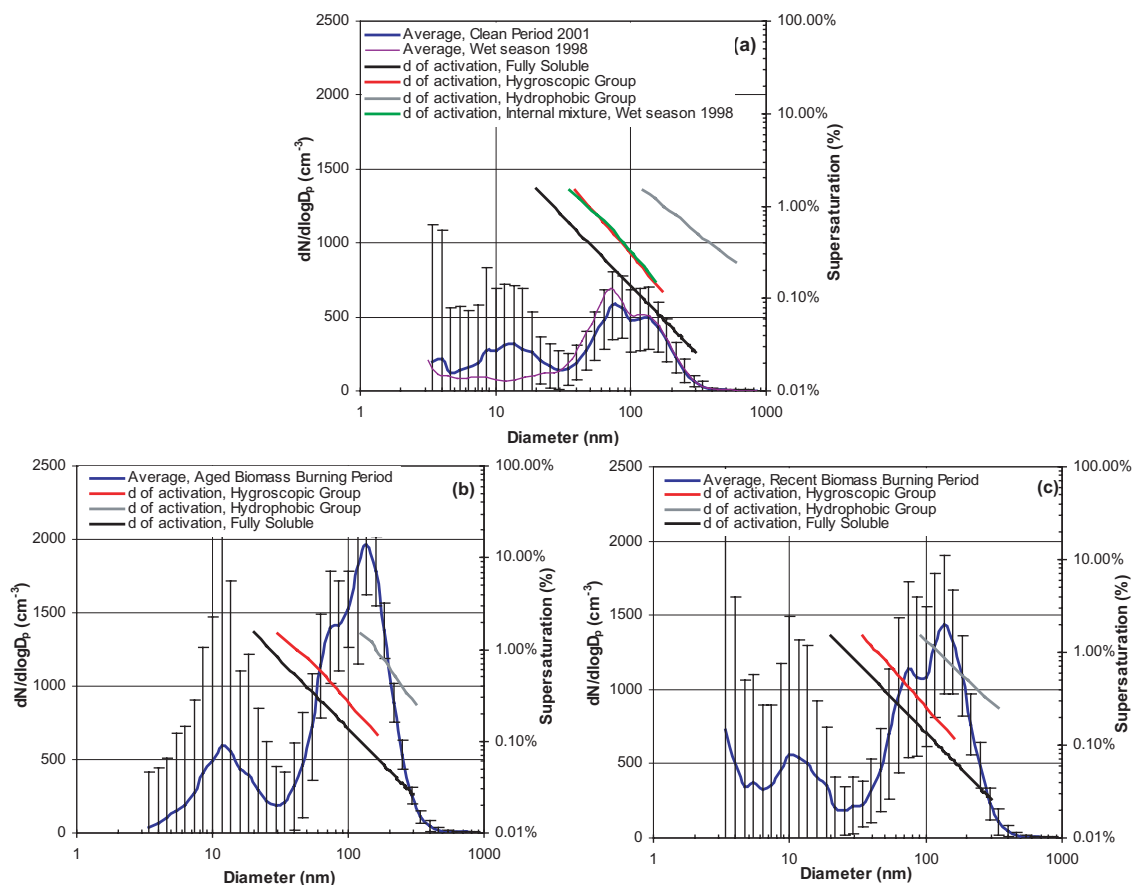 2500
2000
1500
1000
500
0
dN/dlogDp (cm-3)
Average, Clean Period 2001
Average, Wet season 1998
d of activation, Fully Soluble
d of activation, Hygroscopic Group
d of activation, Hydrophobic Group
d of activation, Internal mixture, Wet season 1998
(a)
100.00%
10.00%
1.00%
0.10%
0.01%
Supersaturation (%)
1 10 100 1000
Diameter (nm)
2500
2000
1500
1000
500
0
dN/dlogDp (cm-3)
Average, Aged Biomass Burning Period
d of activation, Hygroscopic Group
d of activation, Hydrophobic Group
d of activation, Fully Soluble
(b)
100.00%
10.00%
1.00%
0.10%
0.01%
Supersaturation (%)
1 10 100 1000
Diameter (nm)
2500
2000
1500
1000
500
0
dN/dlogDp (cm-3)
Average, Recent Biomass Burning Period
d of activation, Hygroscopic Group
d of activation, Hydrophobic Group
d of activation, Fully Soluble
(c)
100.00%
10.00%
1.00%
0.10%
0.01%
Supersaturation (%)
1 10 100 1000
Diameter (nm)